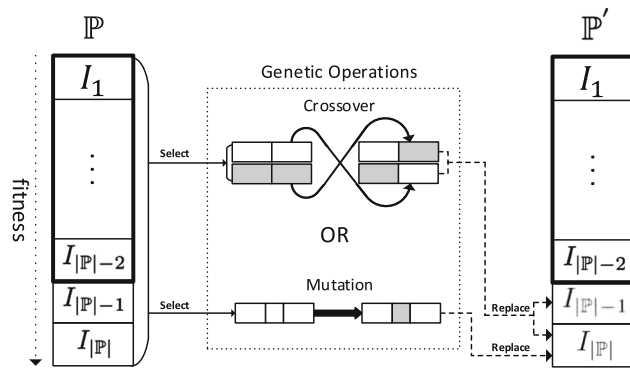 ℙ
ℙ′
I₁
Genetic Operations
I₁
Crossover
⋮
Select
⋮
fitness
OR
I|ℙ|−2
I|ℙ|−2
Mutation
I|ℙ|−1
Select
Replace
I|ℙ|−1
I|ℙ|
Replace
I|ℙ|